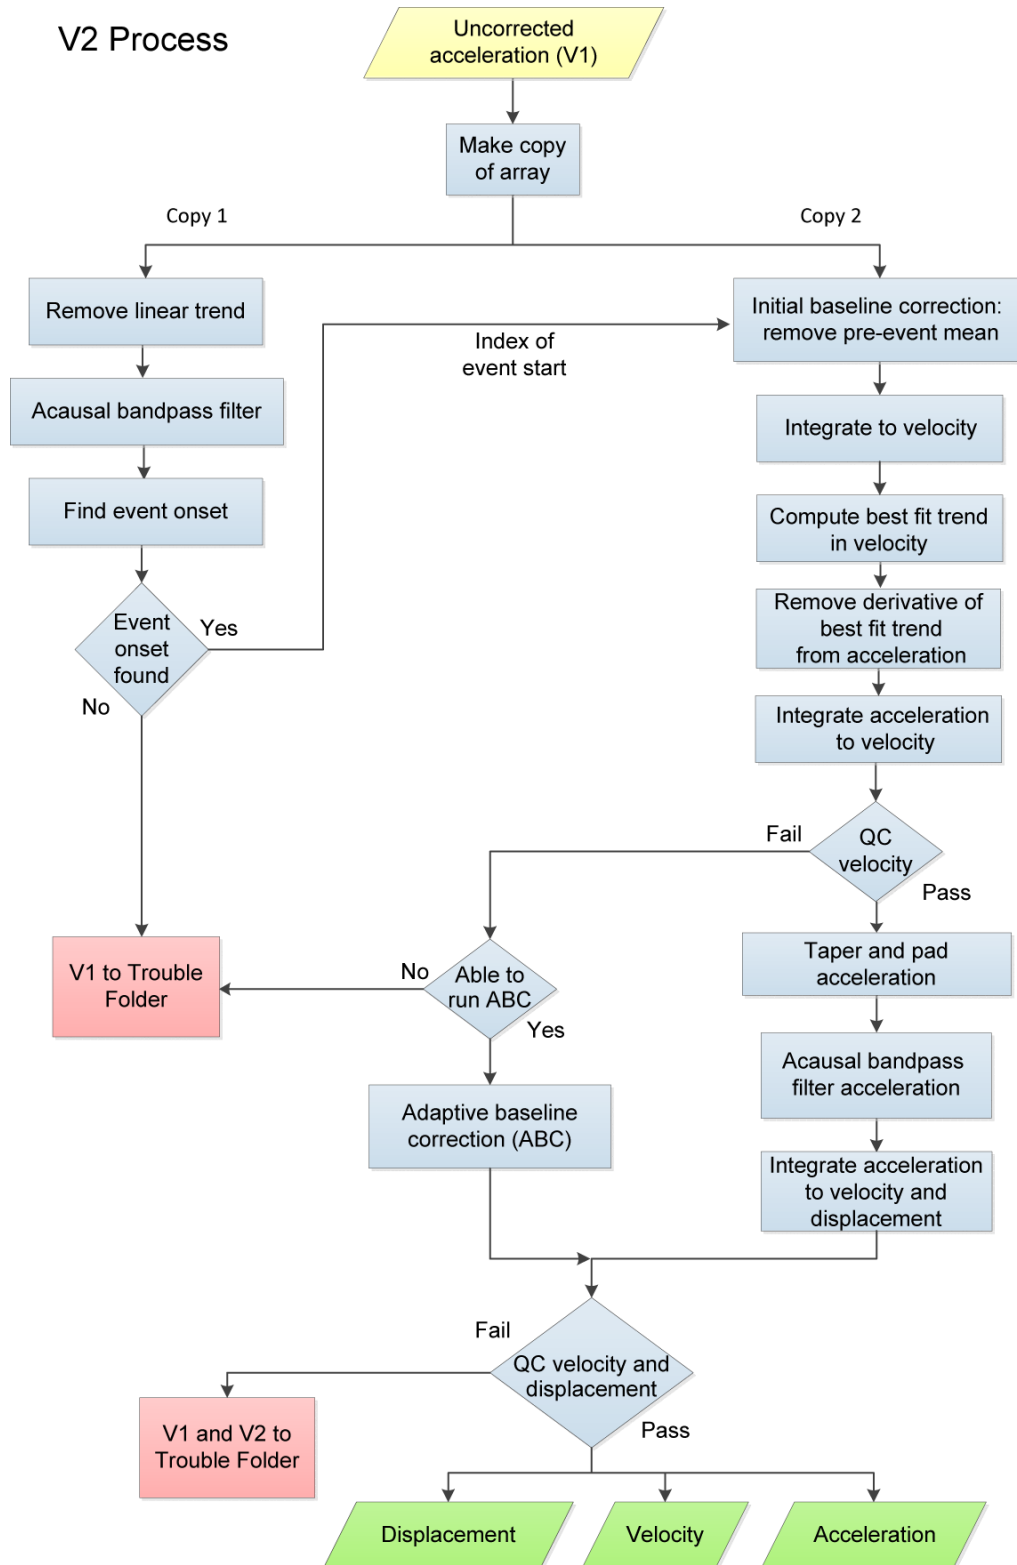 V2 Process
Uncorrected
acceleration (V1)
Make copy
of array
Copy 1
Copy 2
Remove linear trend
Initial baseline correction:
remove pre-event mean
Index of
event start
Acausal bandpass filter
Integrate to velocity
Find event onset
Compute best fit trend
in velocity
Event
onset
found
Yes
No
Remove derivative of
best fit trend
from acceleration
Integrate acceleration
to velocity
QC
velocity
Fail
Pass
V1 to Trouble
Folder
No
Able to
run ABC
Yes
Taper and pad
acceleration
Adaptive baseline
correction (ABC)
Acausal bandpass
filter acceleration
Integrate acceleration
to velocity and
displacement
Fail
QC velocity and
displacement
Pass
V1 and V2 to
Trouble Folder
Displacement
Velocity
Acceleration